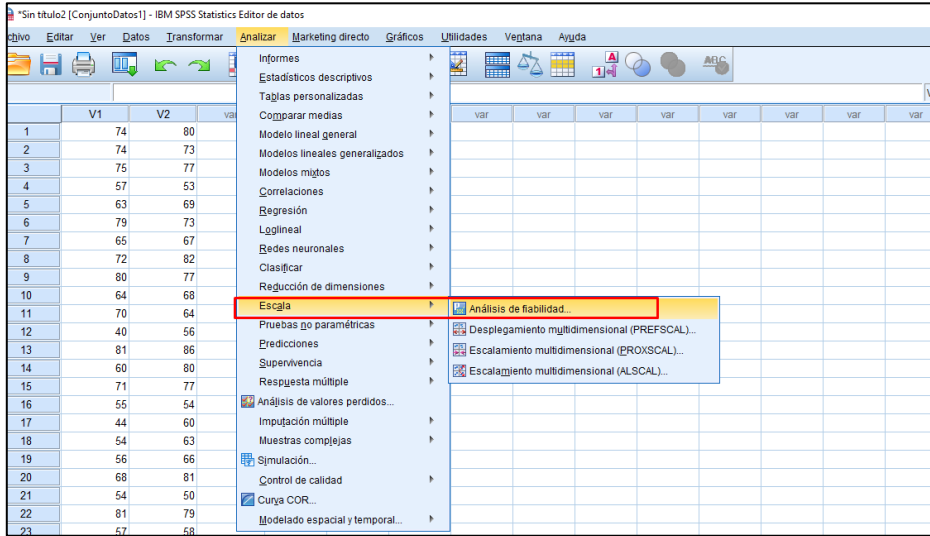 *Sin título2 [ConjuntoDatos1] - IBM SPSS Statistics Editor de datos
chivo Editar Ver Datos Transformar Analizar Marketing directo Gráficos Utilidades Ventana Ayuda
Informes
Estadísticos descriptivos
Tablas personalizadas
Comparar medias
Modelo lineal general
Modelos lineales generalizados
Modelos mixtos
Correlaciones
Regresión
Loglineal
Redes neuronales
Clasificar
Reducción de dimensiones
Escala
Pruebas no paramétricas
Predicciones
Supervivencia
Respuesta múltiple
Análisis de valores perdidos...
Imputación múltiple
Muestras complejas
Simulación...
Control de calidad
Curva COR...
Modelado espacial y temporal...
Análisis de fiabilidad...
Desplegamiento multidimensional (PREFSCAL)...
Escalamiento multidimensional (PROXSCAL)...
Escalamiento multidimensional (ALSCAL)...
V1 V2 var var var var var var var var
1 74 80
2 74 73
3 75 77
4 57 53
5 63 69
6 79 73
7 65 67
8 72 82
9 80 77
10 64 68
11 70 64
12 40 56
13 81 86
14 60 80
15 71 77
16 55 54
17 44 60
18 54 63
19 56 66
20 68 81
21 54 50
22 81 79
23 57 58